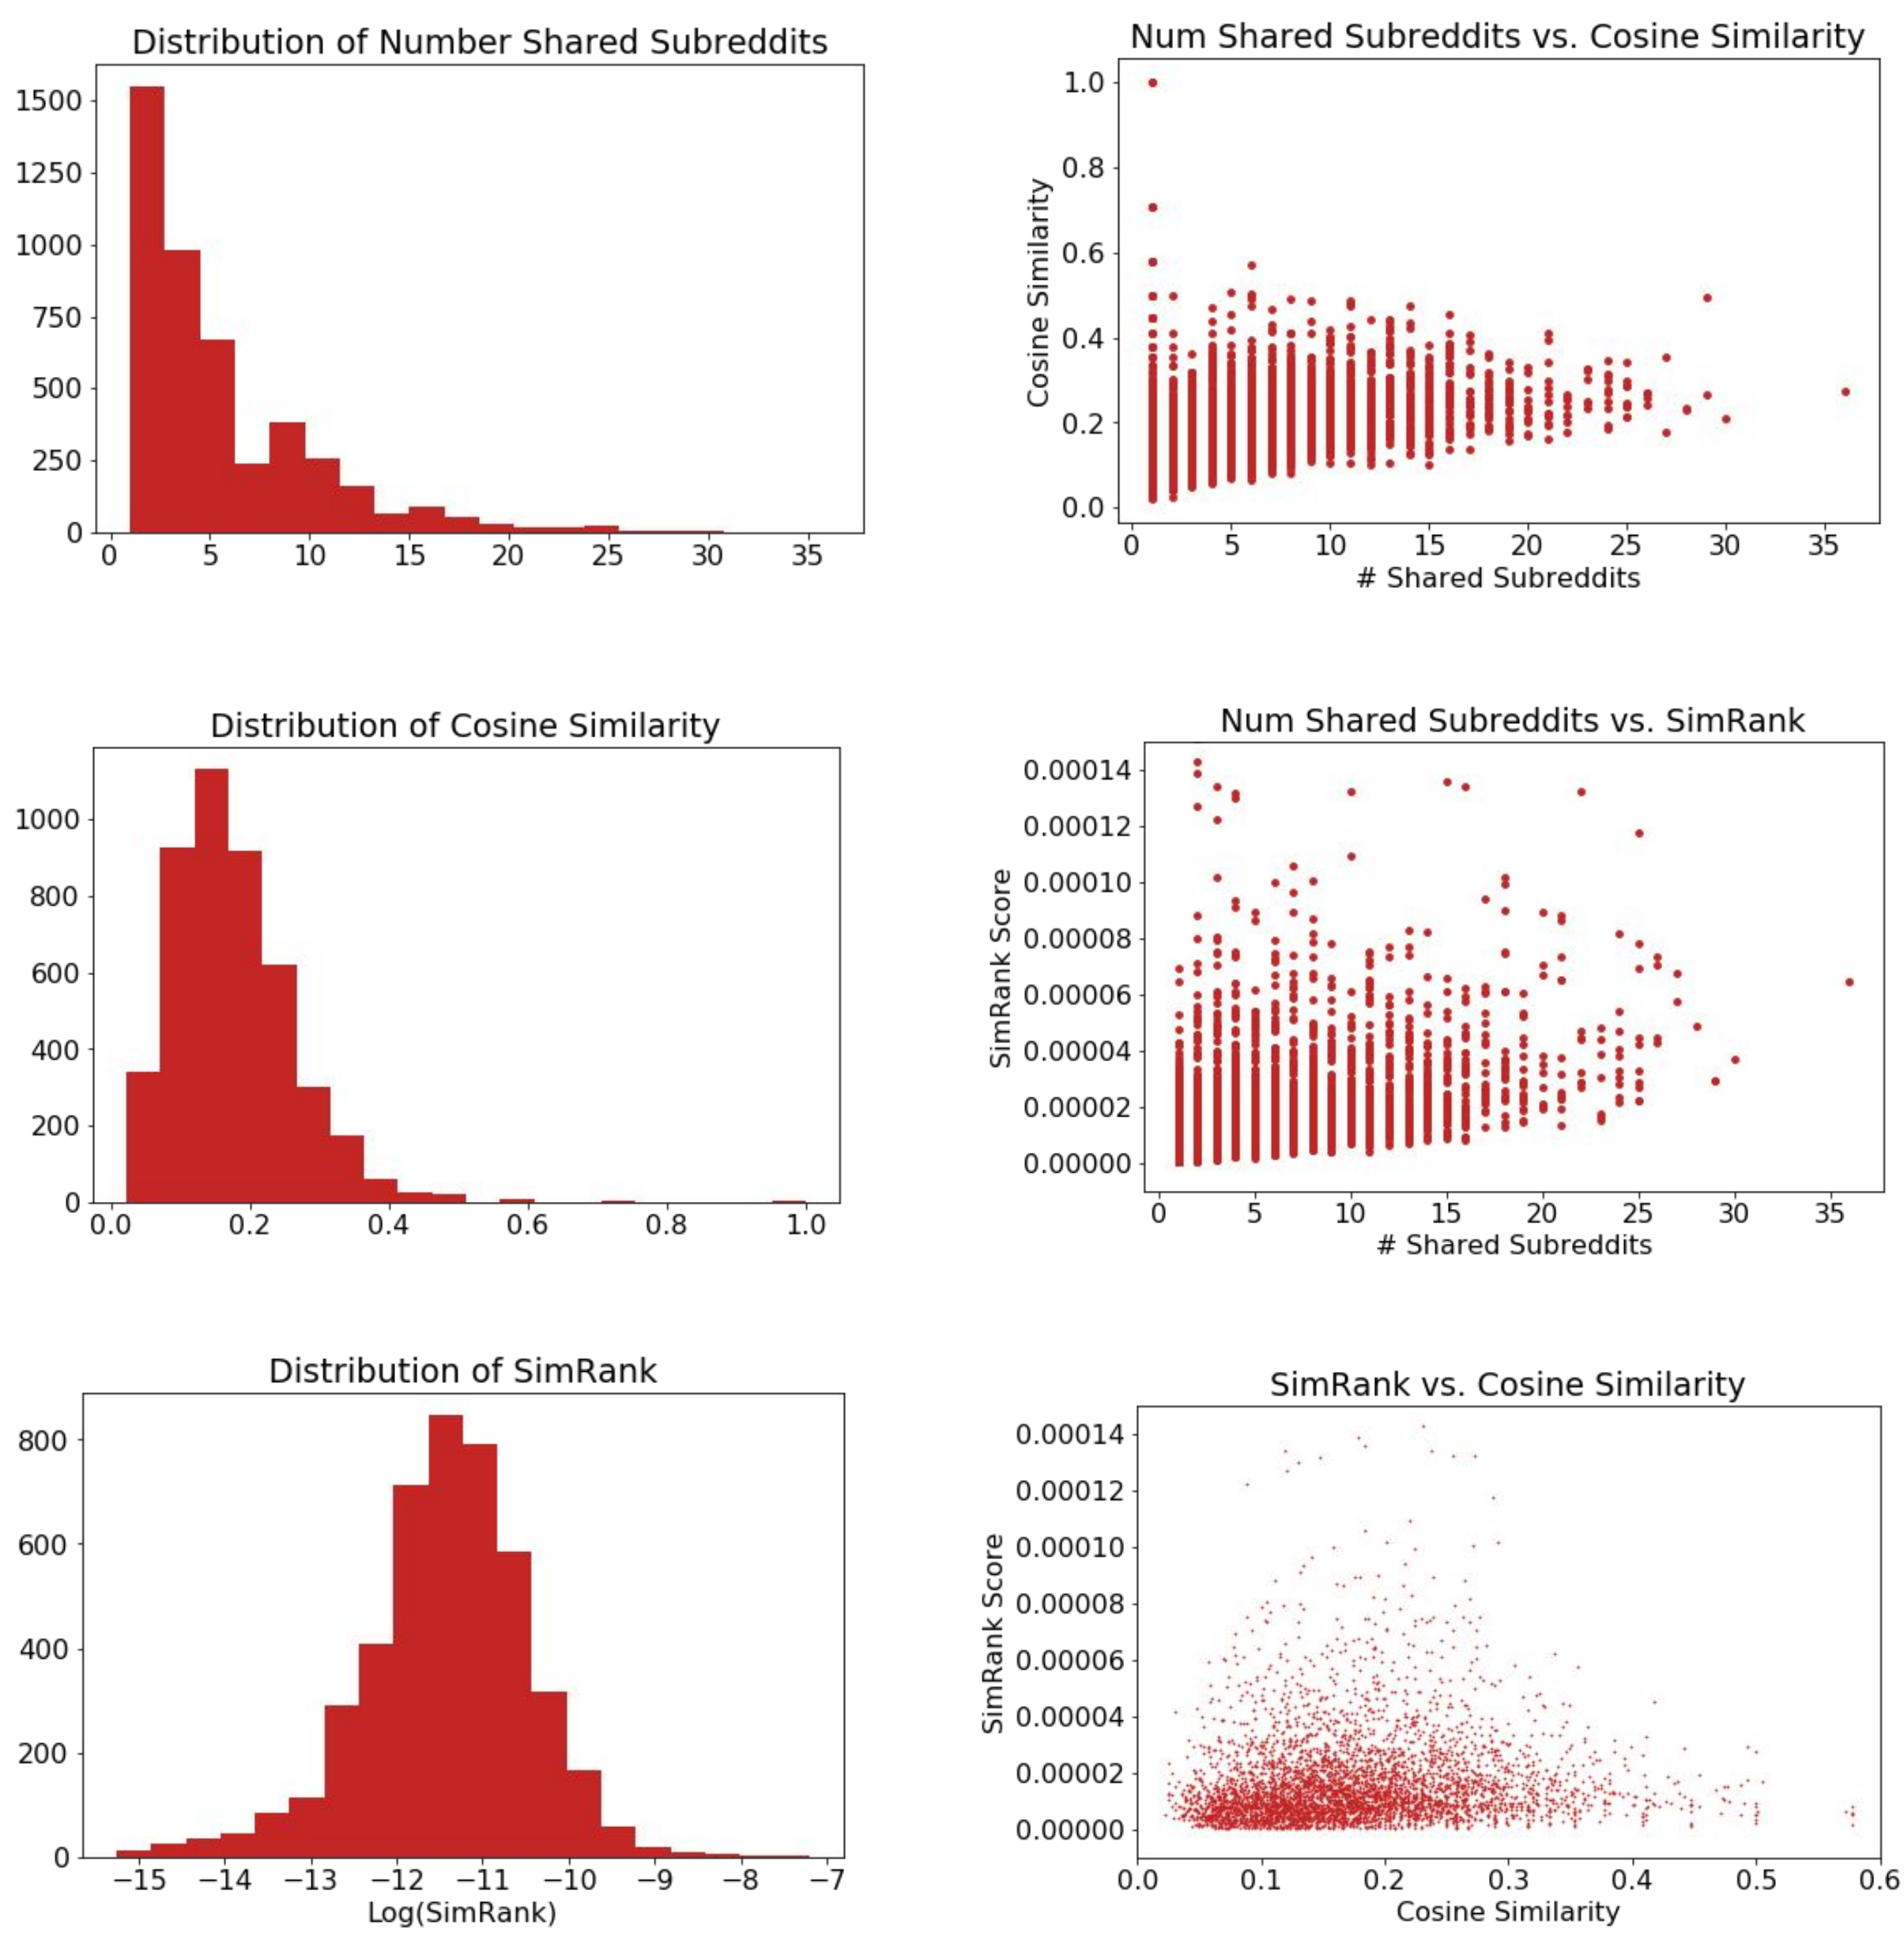 Distribution of Number Shared Subreddits
1500
1250
1000
750
500
250
0
0 5 10 15 20 25 30 35
Num Shared Subreddits vs. Cosine Similarity
Cosine Similarity
1.0
0.8
0.6
0.4
0.2
0.0
0 5 10 15 20 25 30 35
# Shared Subreddits
Distribution of Cosine Similarity
1000
800
600
400
200
0
0.0 0.2 0.4 0.6 0.8 1.0
Num Shared Subreddits vs. SimRank
SimRank Score
0.00014
0.00012
0.00010
0.00008
0.00006
0.00004
0.00002
0.00000
0 5 10 15 20 25 30 35
# Shared Subreddits
Distribution of SimRank
800
600
400
200
0
−15 −14 −13 −12 −11 −10 −9 −8 −7
Log(SimRank)
SimRank vs. Cosine Similarity
SimRank Score
0.00014
0.00012
0.00010
0.00008
0.00006
0.00004
0.00002
0.00000
0.0 0.1 0.2 0.3 0.4 0.5 0.6
Cosine Similarity